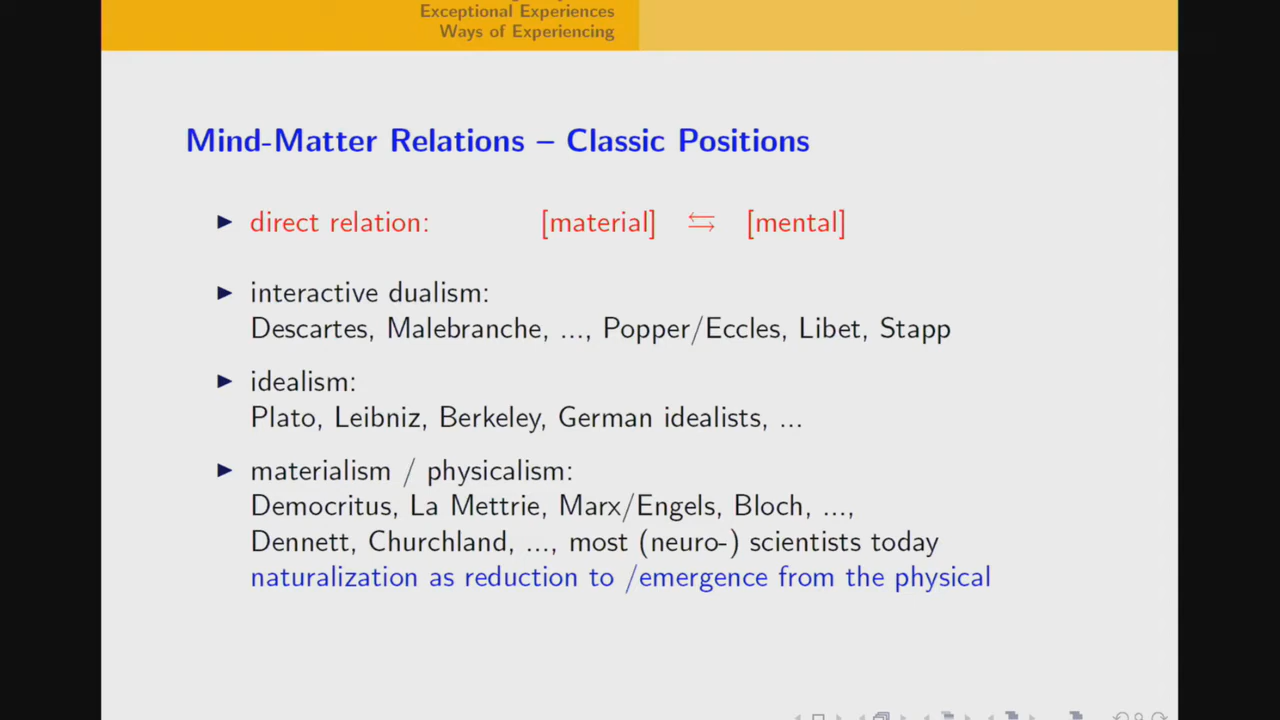 Exceptional Experiences
Ways of Experiencing
Mind-Matter Relations – Classic Positions
direct relation: [material] ⇆ [mental]
interactive dualism:
Descartes, Malebranche, ..., Popper/Eccles, Libet, Stapp
idealism:
Plato, Leibniz, Berkeley, German idealists, ...
materialism / physicalism:
Democritus, La Mettrie, Marx/Engels, Bloch, ...,
Dennett, Churchland, ..., most (neuro-) scientists today
naturalization as reduction to /emergence from the physical